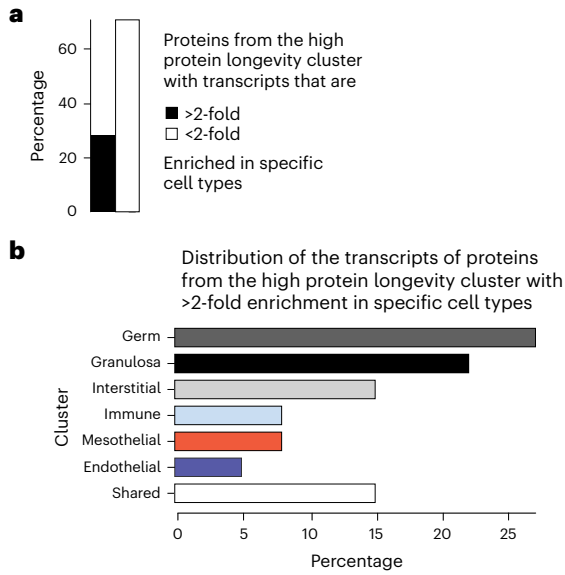 a
60
40
20
0
Percentage
Proteins from the high
protein longevity cluster
with transcripts that are
>2-fold
<2-fold
Enriched in specific
cell types
b
Distribution of the transcripts of proteins
from the high protein longevity cluster with
>2-fold enrichment in specific cell types
Cluster
Germ
Granulosa
Interstitial
Immune
Mesothelial
Endothelial
Shared
0 5 10 15 20 25
Percentage